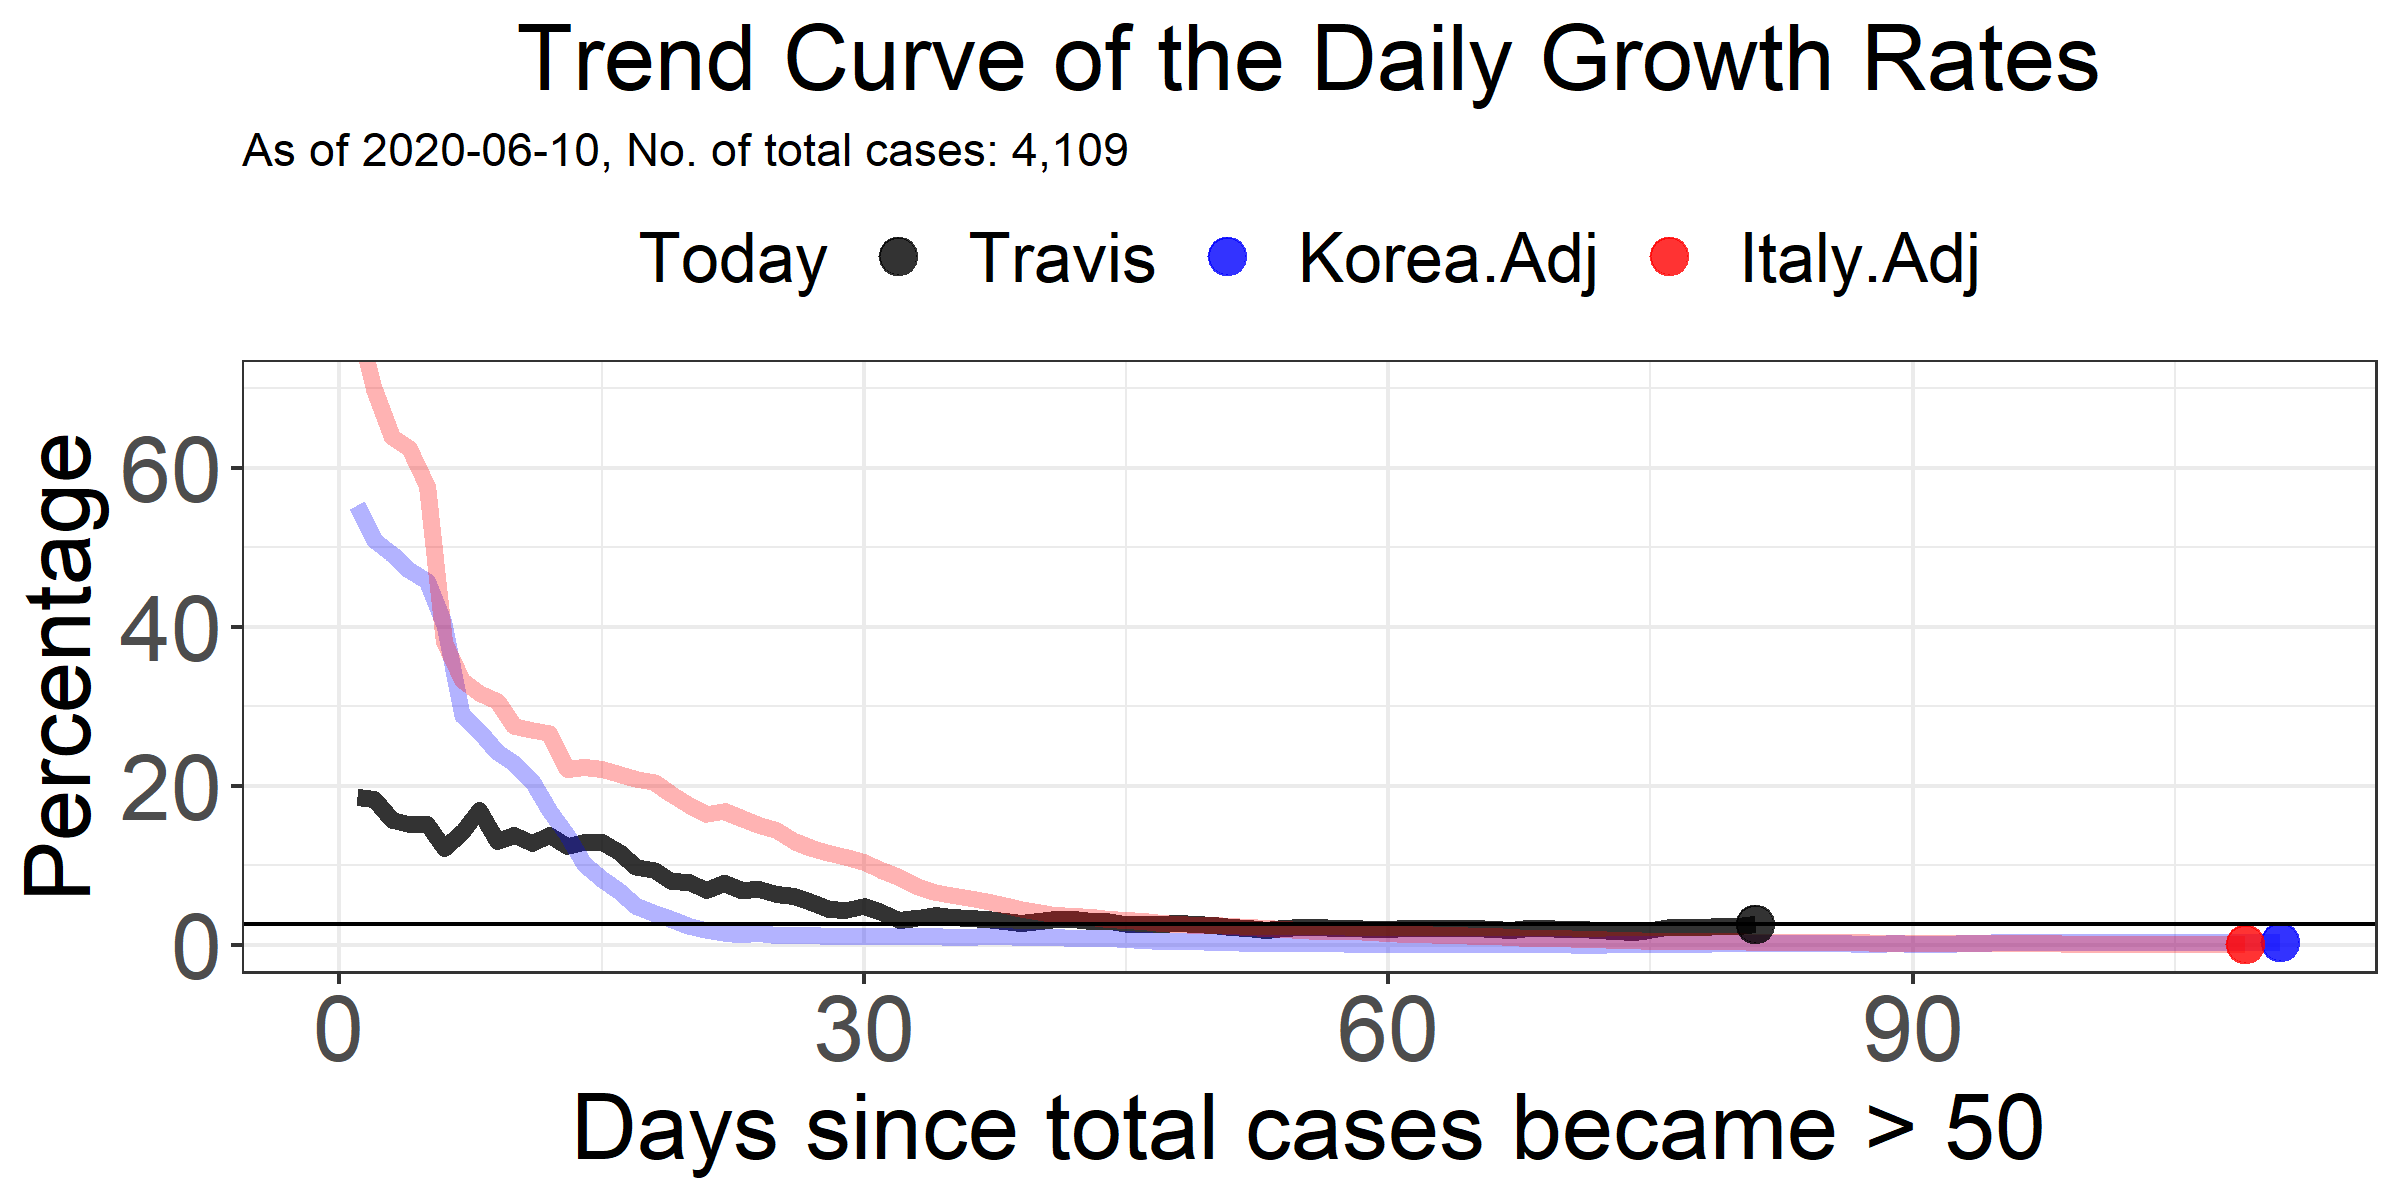 Trend Curve of the Daily Growth Rates
As of 2020-06-10, No. of total cases: 4,109
Today Travis Korea.Adj Italy.Adj
Percentage
60
40
20
0
0 30 60 90
Days since total cases became > 50